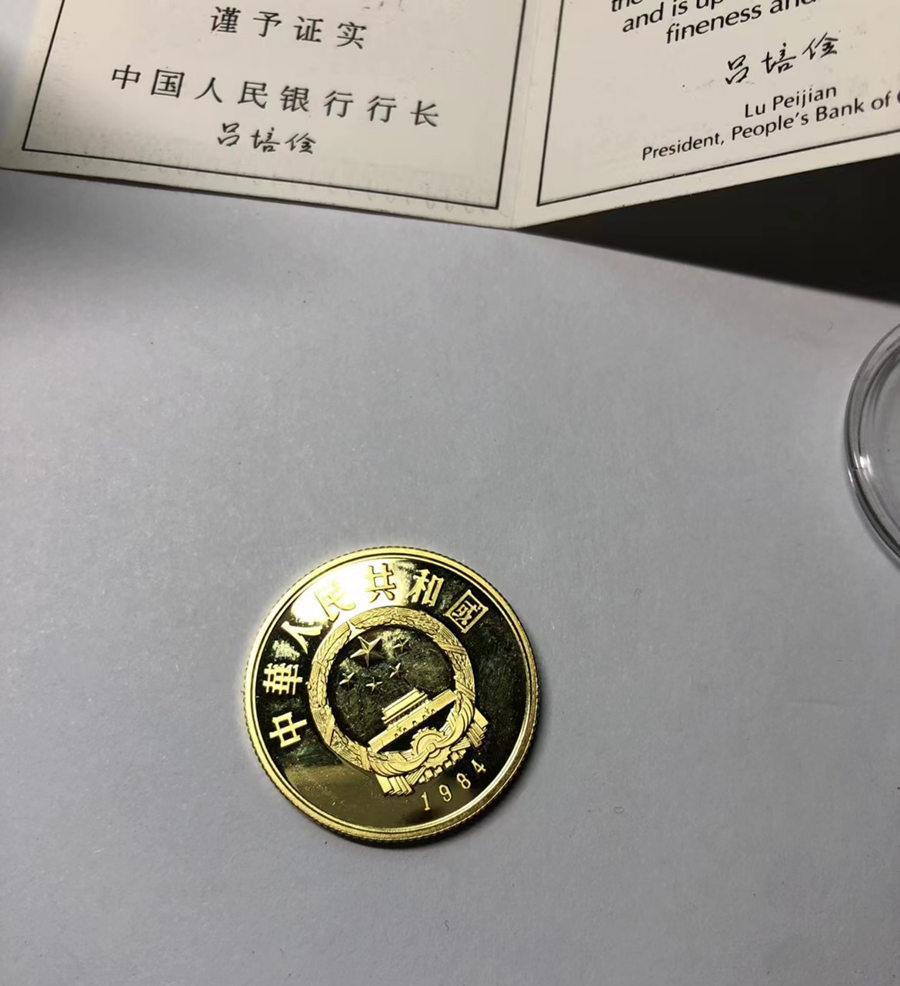 谨予证实
中国人民银行行长
吕培俭
and is up
fineness and
吕培俭
Lu Peijian
President, People's Bank of
中華人民共和國
1984